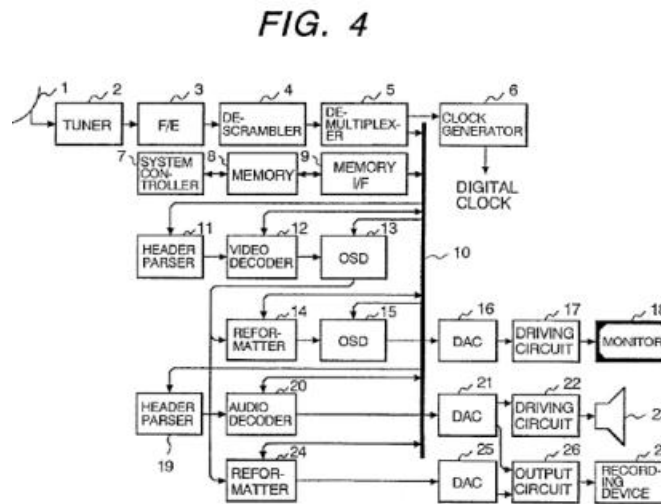 FIG. 4
1
2
3
4
5
6
TUNER
F/E
DE-
SCRAMBLER
DE-
MULTIPLEX-
ER
CLOCK
GENERATOR
7
8
9
SYSTEM
CON-
TROLLER
MEMORY
MEMORY
I/F
DIGITAL
CLOCK
11
12
13
HEADER
PARSER
VIDEO
DECODER
OSD
10
14
15
16
17
18
REFOR-
MATTER
OSD
DAC
DRIVING
CIRCUIT
MONITOR
20
21
22
HEADER
PARSER
AUDIO
DECODER
DAC
DRIVING
CIRCUIT
19
24
25
26
REFOR-
MATTER
DAC
OUTPUT
CIRCUIT
RECORD-
ING
DEVICE